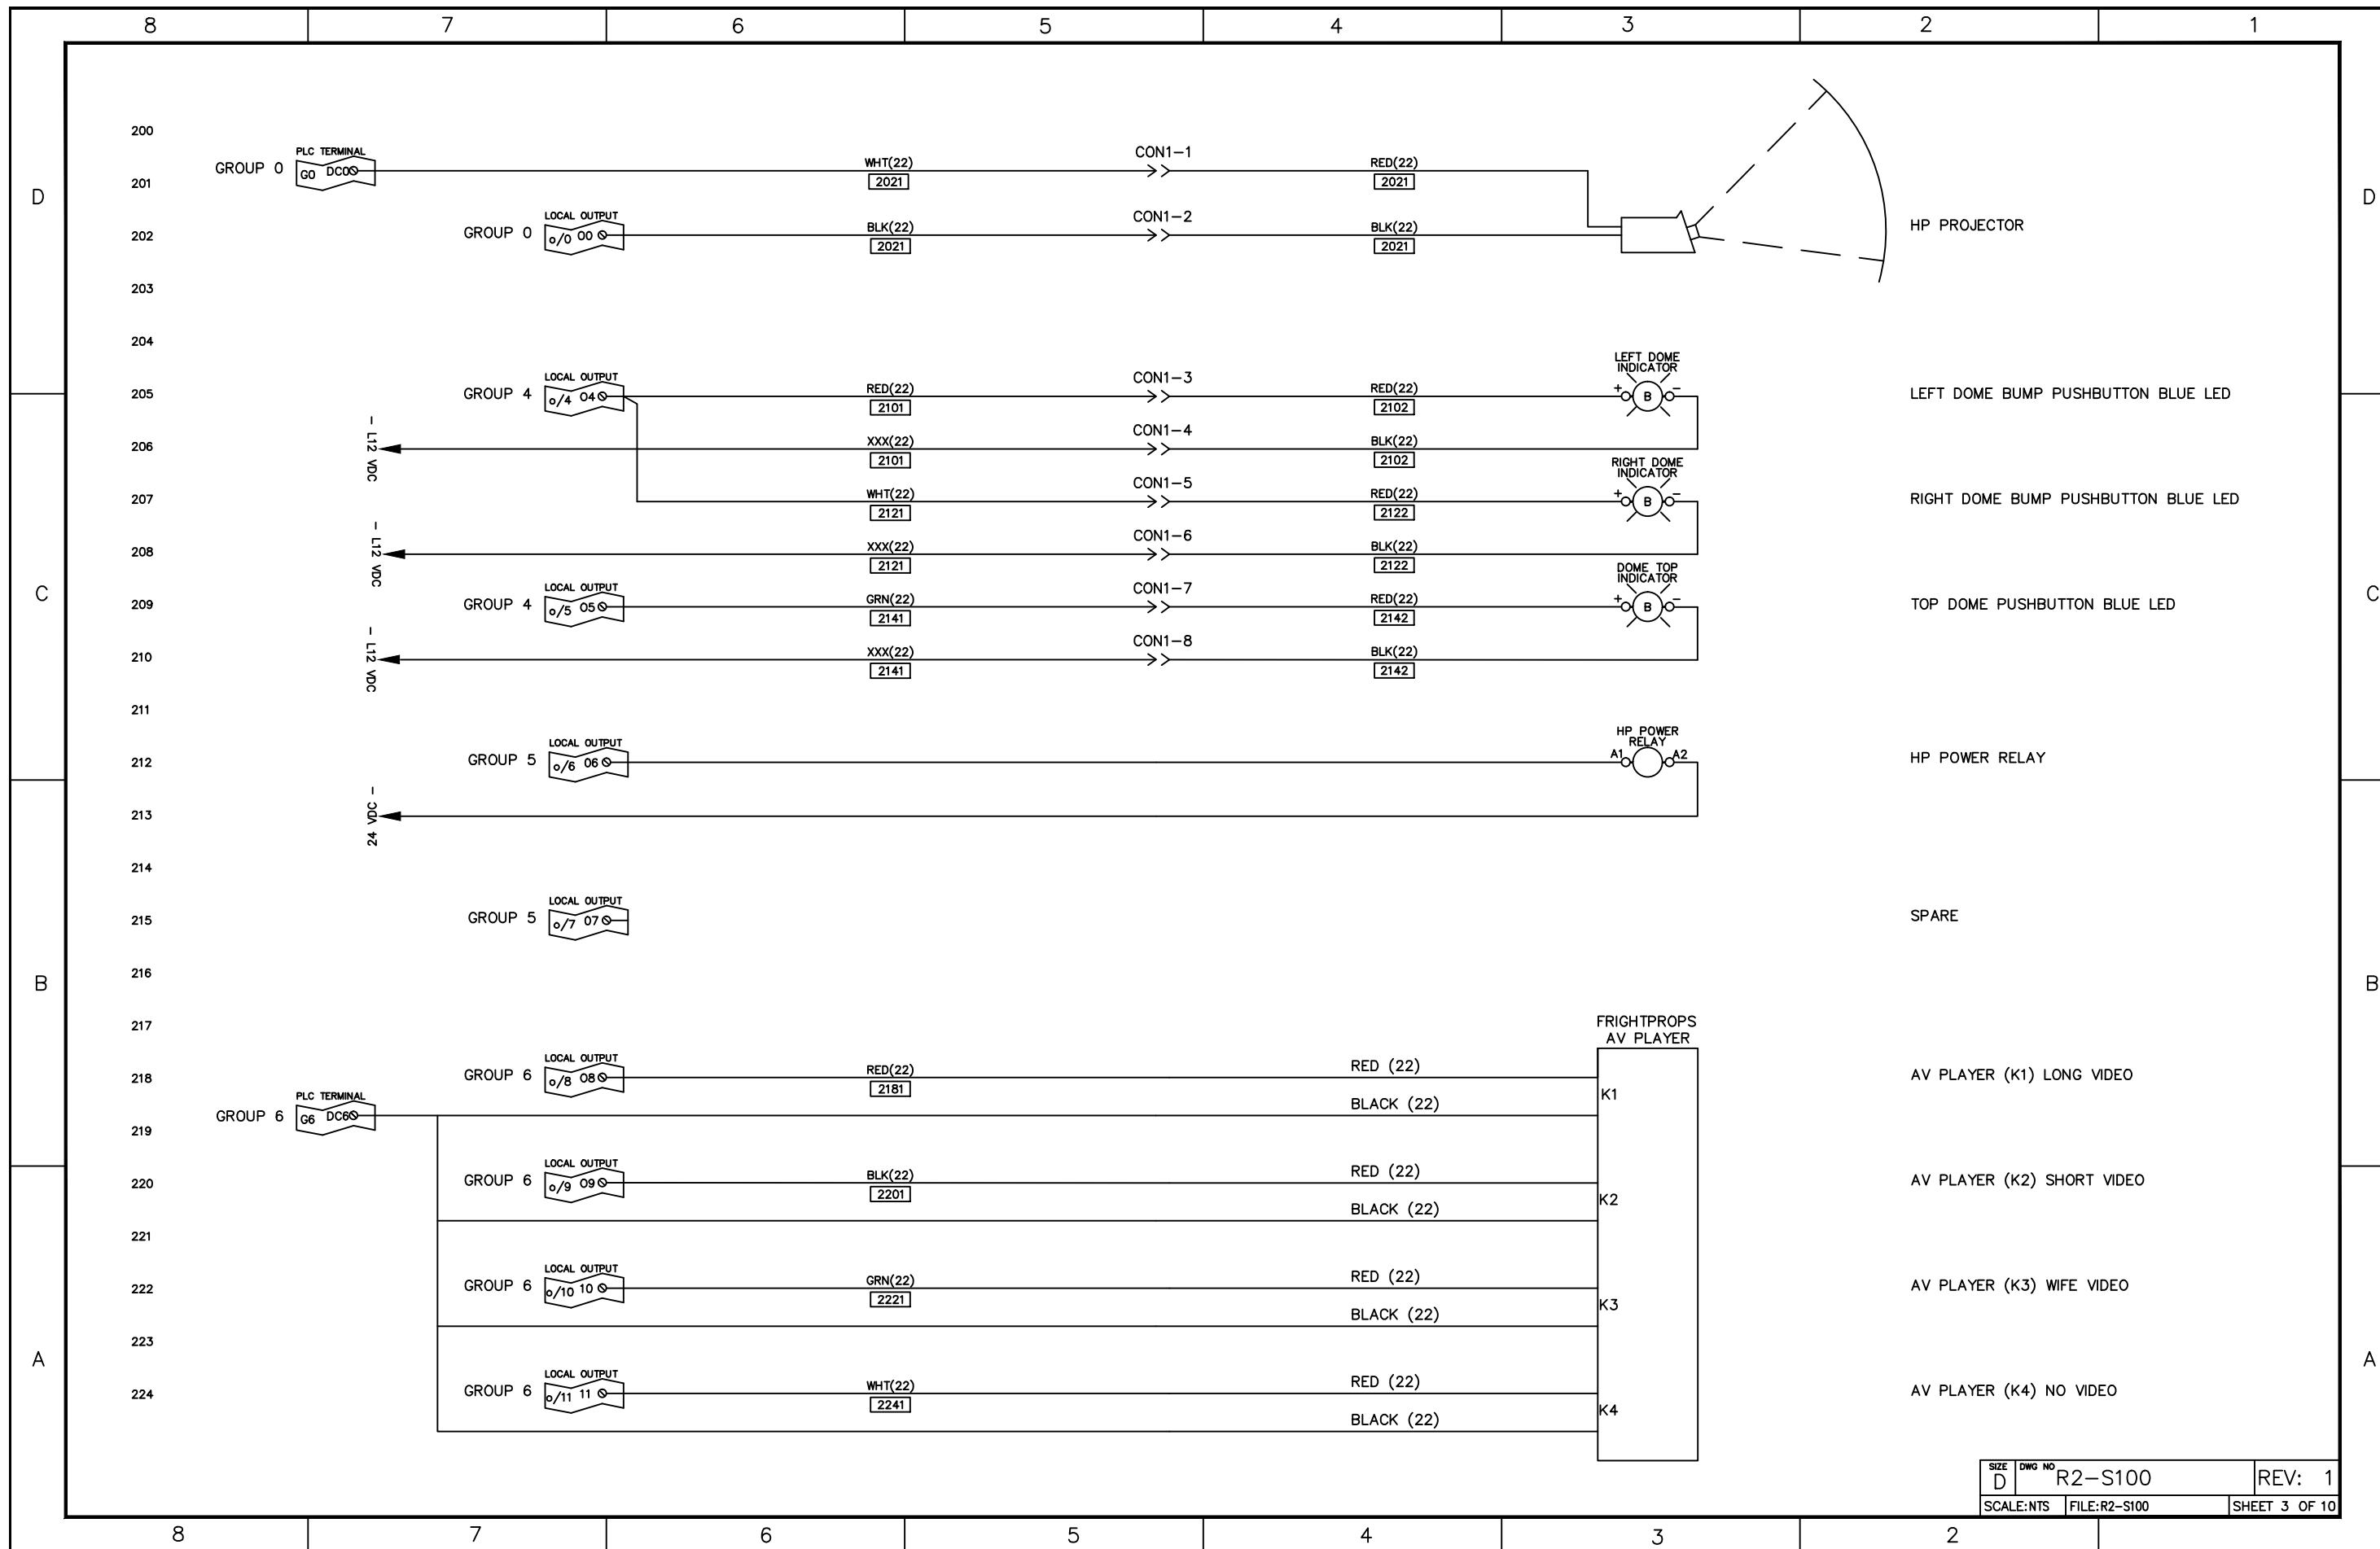 8 7 6 5 4 3 2 1
D
D
C
C
B
B
A
A
200
PLC TERMINAL
GROUP 0 G0 DC0
WHT(22)
2021
CON1-1
RED(22)
2021
201
LOCAL OUTPUT
202
GROUP 0 o/0 00
BLK(22)
2021
CON1-2
BLK(22)
2021
HP PROJECTOR
203
204
LEFT DOME
INDICATOR
LOCAL OUTPUT
205
GROUP 4 o/4 04
RED(22)
2101
CON1-3
RED(22)
2102
+ B -
LEFT DOME BUMP PUSHBUTTON BLUE LED
206
- L12 VDC
XXX(22)
2101
CON1-4
BLK(22)
2102
RIGHT DOME
INDICATOR
207
WHT(22)
2121
CON1-5
RED(22)
2122
+ B -
RIGHT DOME BUMP PUSHBUTTON BLUE LED
208
- L12 VDC
XXX(22)
2121
CON1-6
BLK(22)
2122
DOME TOP
INDICATOR
LOCAL OUTPUT
209
GROUP 4 o/5 05
GRN(22)
2141
CON1-7
RED(22)
2142
+ B -
TOP DOME PUSHBUTTON BLUE LED
210
- L12 VDC
XXX(22)
2141
CON1-8
BLK(22)
2142
211
HP POWER
RELAY
LOCAL OUTPUT
212
GROUP 5 o/6 06
A1 A2
HP POWER RELAY
213
24 VDC -
214
LOCAL OUTPUT
215
GROUP 5 o/7 07
SPARE
216
217
FRIGHTPROPS
AV PLAYER
LOCAL OUTPUT
218
GROUP 6 o/8 08
RED(22)
2181
RED (22)
K1
AV PLAYER (K1) LONG VIDEO
PLC TERMINAL
GROUP 6 G6 DC6
BLACK (22)
219
LOCAL OUTPUT
220
GROUP 6 o/9 09
BLK(22)
2201
RED (22)
K2
AV PLAYER (K2) SHORT VIDEO
BLACK (22)
221
LOCAL OUTPUT
222
GROUP 6 o/10 10
GRN(22)
2221
RED (22)
K3
AV PLAYER (K3) WIFE VIDEO
BLACK (22)
223
LOCAL OUTPUT
224
GROUP 6 o/11 11
WHT(22)
2241
RED (22)
K4
AV PLAYER (K4) NO VIDEO
BLACK (22)
SIZE D DWG NO R2-S100 REV: 1
SCALE:NTS FILE:R2-S100 SHEET 3 OF 10
8 7 6 5 4 3 2